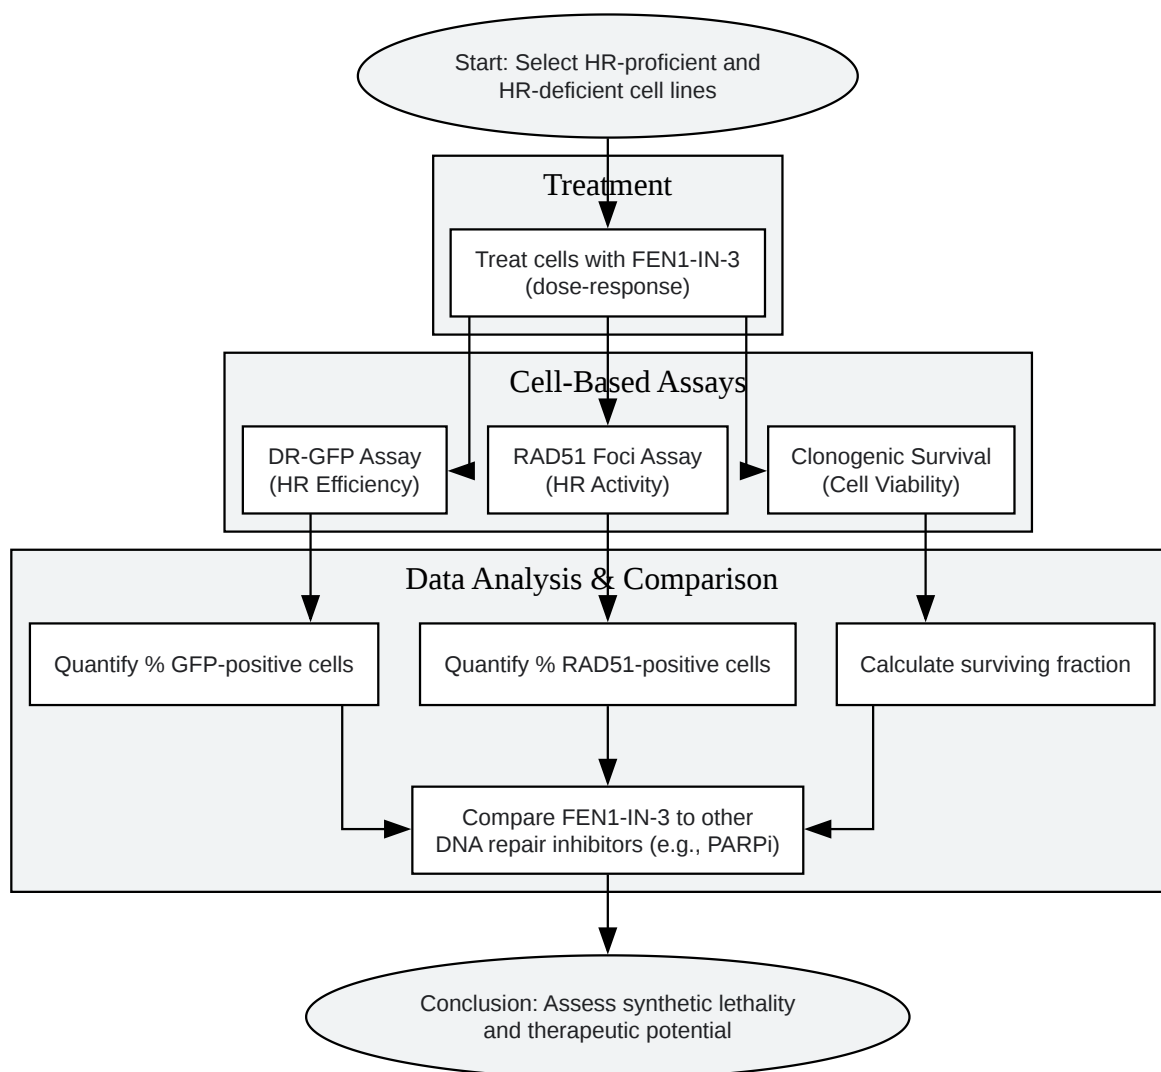 Start: Select HR-proficient and
HR-deficient cell lines
Treatment
Treat cells with FEN1-IN-3
(dose-response)
Cell-Based Assays
DR-GFP Assay
(HR Efficiency)
RAD51 Foci Assay
(HR Activity)
Clonogenic Survival
(Cell Viability)
Data Analysis & Comparison
Quantify % GFP-positive cells
Quantify % RAD51-positive cells
Calculate surviving fraction
Compare FEN1-IN-3 to other
DNA repair inhibitors (e.g., PARPi)
Conclusion: Assess synthetic lethality
and therapeutic potential